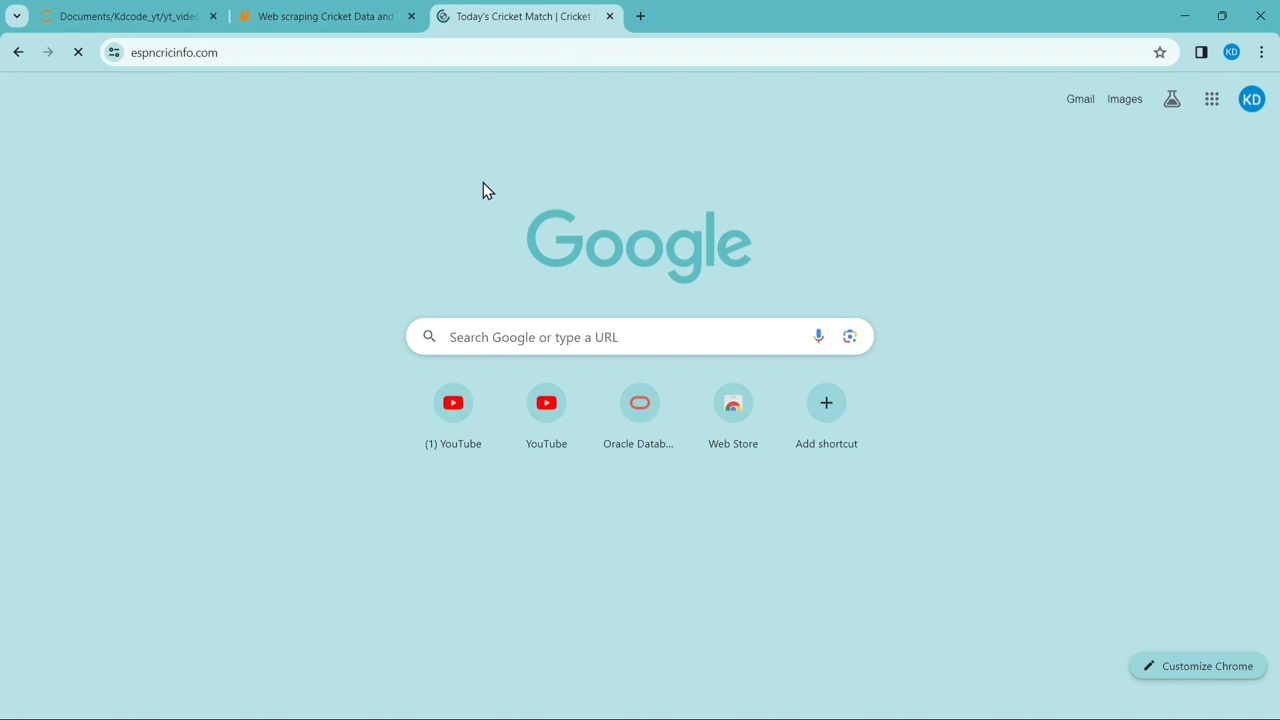 Documents/Kdcode_yt/yt_vide
Web scraping Cricket Data and
Today's Cricket Match | Cricket
espncricinfo.com
KD
Gmail
Images
KD
Google
Search Google or type a URL
(1) YouTube
YouTube
Oracle Datab...
Web Store
Add shortcut
Customize Chrome